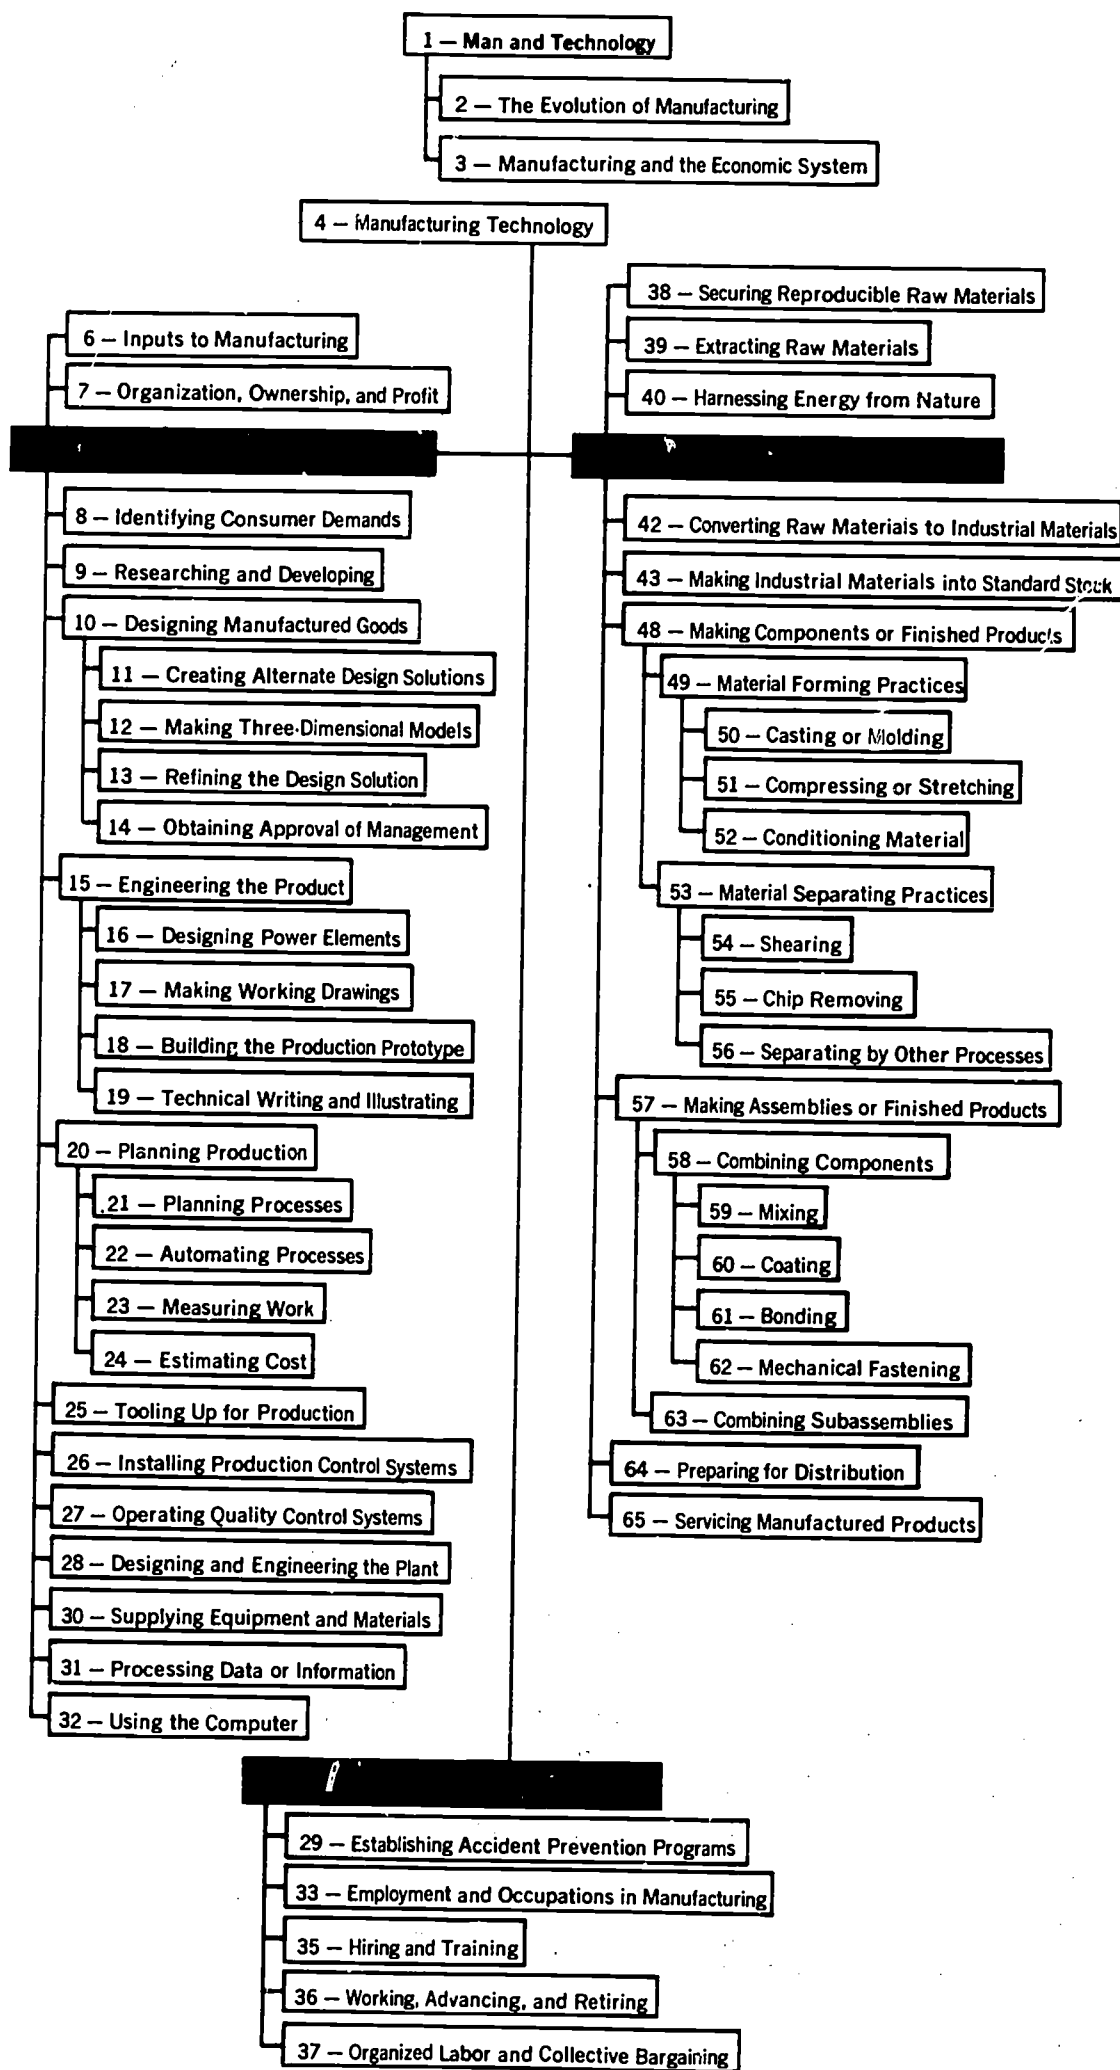 1 — Man and Technology
2 — The Evolution of Manufacturing
3 — Manufacturing and the Economic System
4 — Manufacturing Technology
6 — Inputs to Manufacturing
7 — Organization, Ownership, and Profit
8 — Identifying Consumer Demands
9 — Researching and Developing
10 — Designing Manufactured Goods
11 — Creating Alternate Design Solutions
12 — Making Three-Dimensional Models
13 — Refining the Design Solution
14 — Obtaining Approval of Management
15 — Engineering the Product
16 — Designing Power Elements
17 — Making Working Drawings
18 — Building the Production Prototype
19 — Technical Writing and Illustrating
20 — Planning Production
21 — Planning Processes
22 — Automating Processes
23 — Measuring Work
24 — Estimating Cost
25 — Tooling Up for Production
26 — Installing Production Control Systems
27 — Operating Quality Control Systems
28 — Designing and Engineering the Plant
30 — Supplying Equipment and Materials
31 — Processing Data or Information
32 — Using the Computer
38 — Securing Reproducible Raw Materials
39 — Extracting Raw Materials
40 — Harnessing Energy from Nature
42 — Converting Raw Materials to Industrial Materials
43 — Making Industrial Materials into Standard Stock
48 — Making Components or Finished Products
49 — Material Forming Practices
50 — Casting or Molding
51 — Compressing or Stretching
52 — Conditioning Material
53 — Material Separating Practices
54 — Shearing
55 — Chip Removing
56 — Separating by Other Processes
57 — Making Assemblies or Finished Products
58 — Combining Components
59 — Mixing
60 — Coating
61 — Bonding
62 — Mechanical Fastening
63 — Combining Subassemblies
64 — Preparing for Distribution
65 — Servicing Manufactured Products
29 — Establishing Accident Prevention Programs
33 — Employment and Occupations in Manufacturing
35 — Hiring and Training
36 — Working, Advancing, and Retiring
37 — Organized Labor and Collective Bargaining